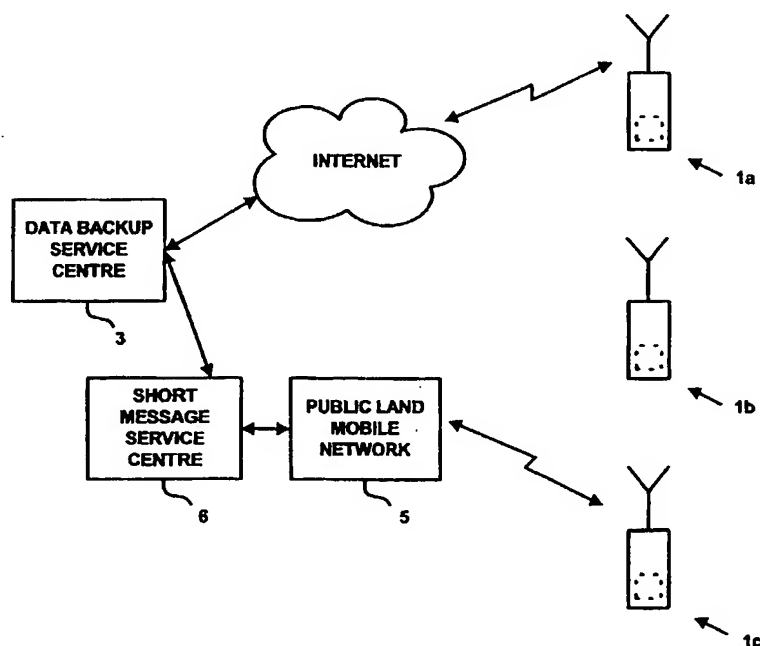 INTERNET
1a
DATA BACKUP
SERVICE
CENTRE
3
1b
SHORT
MESSAGE
SERVICE
CENTRE
6
PUBLIC LAND
MOBILE
NETWORK
5
1c